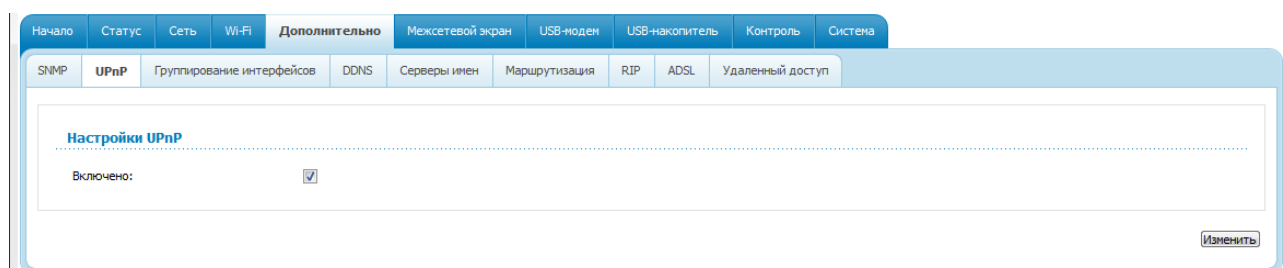 Начало Статус Сеть Wi-Fi Дополнительно Межсетевой экран USB-модем USB-накопитель Контроль Система
SNMP UPnP Группирование интерфейсов DDNS Серверы имен Маршрутизация RIP ADSL Удаленный доступ
Настройки UPnP
Включено:
Изменить